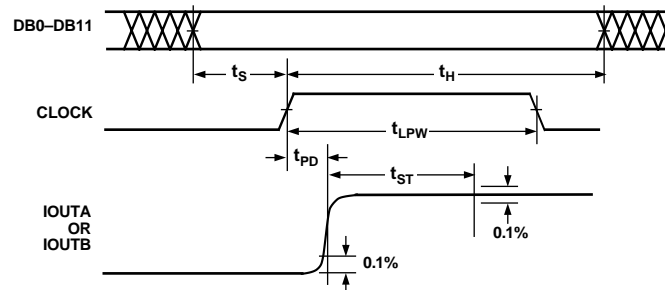 DB0–DB11
tS
tH
CLOCK
tLPW
tPD
tST
IOUTA
OR
IOUTB
0.1%
0.1%